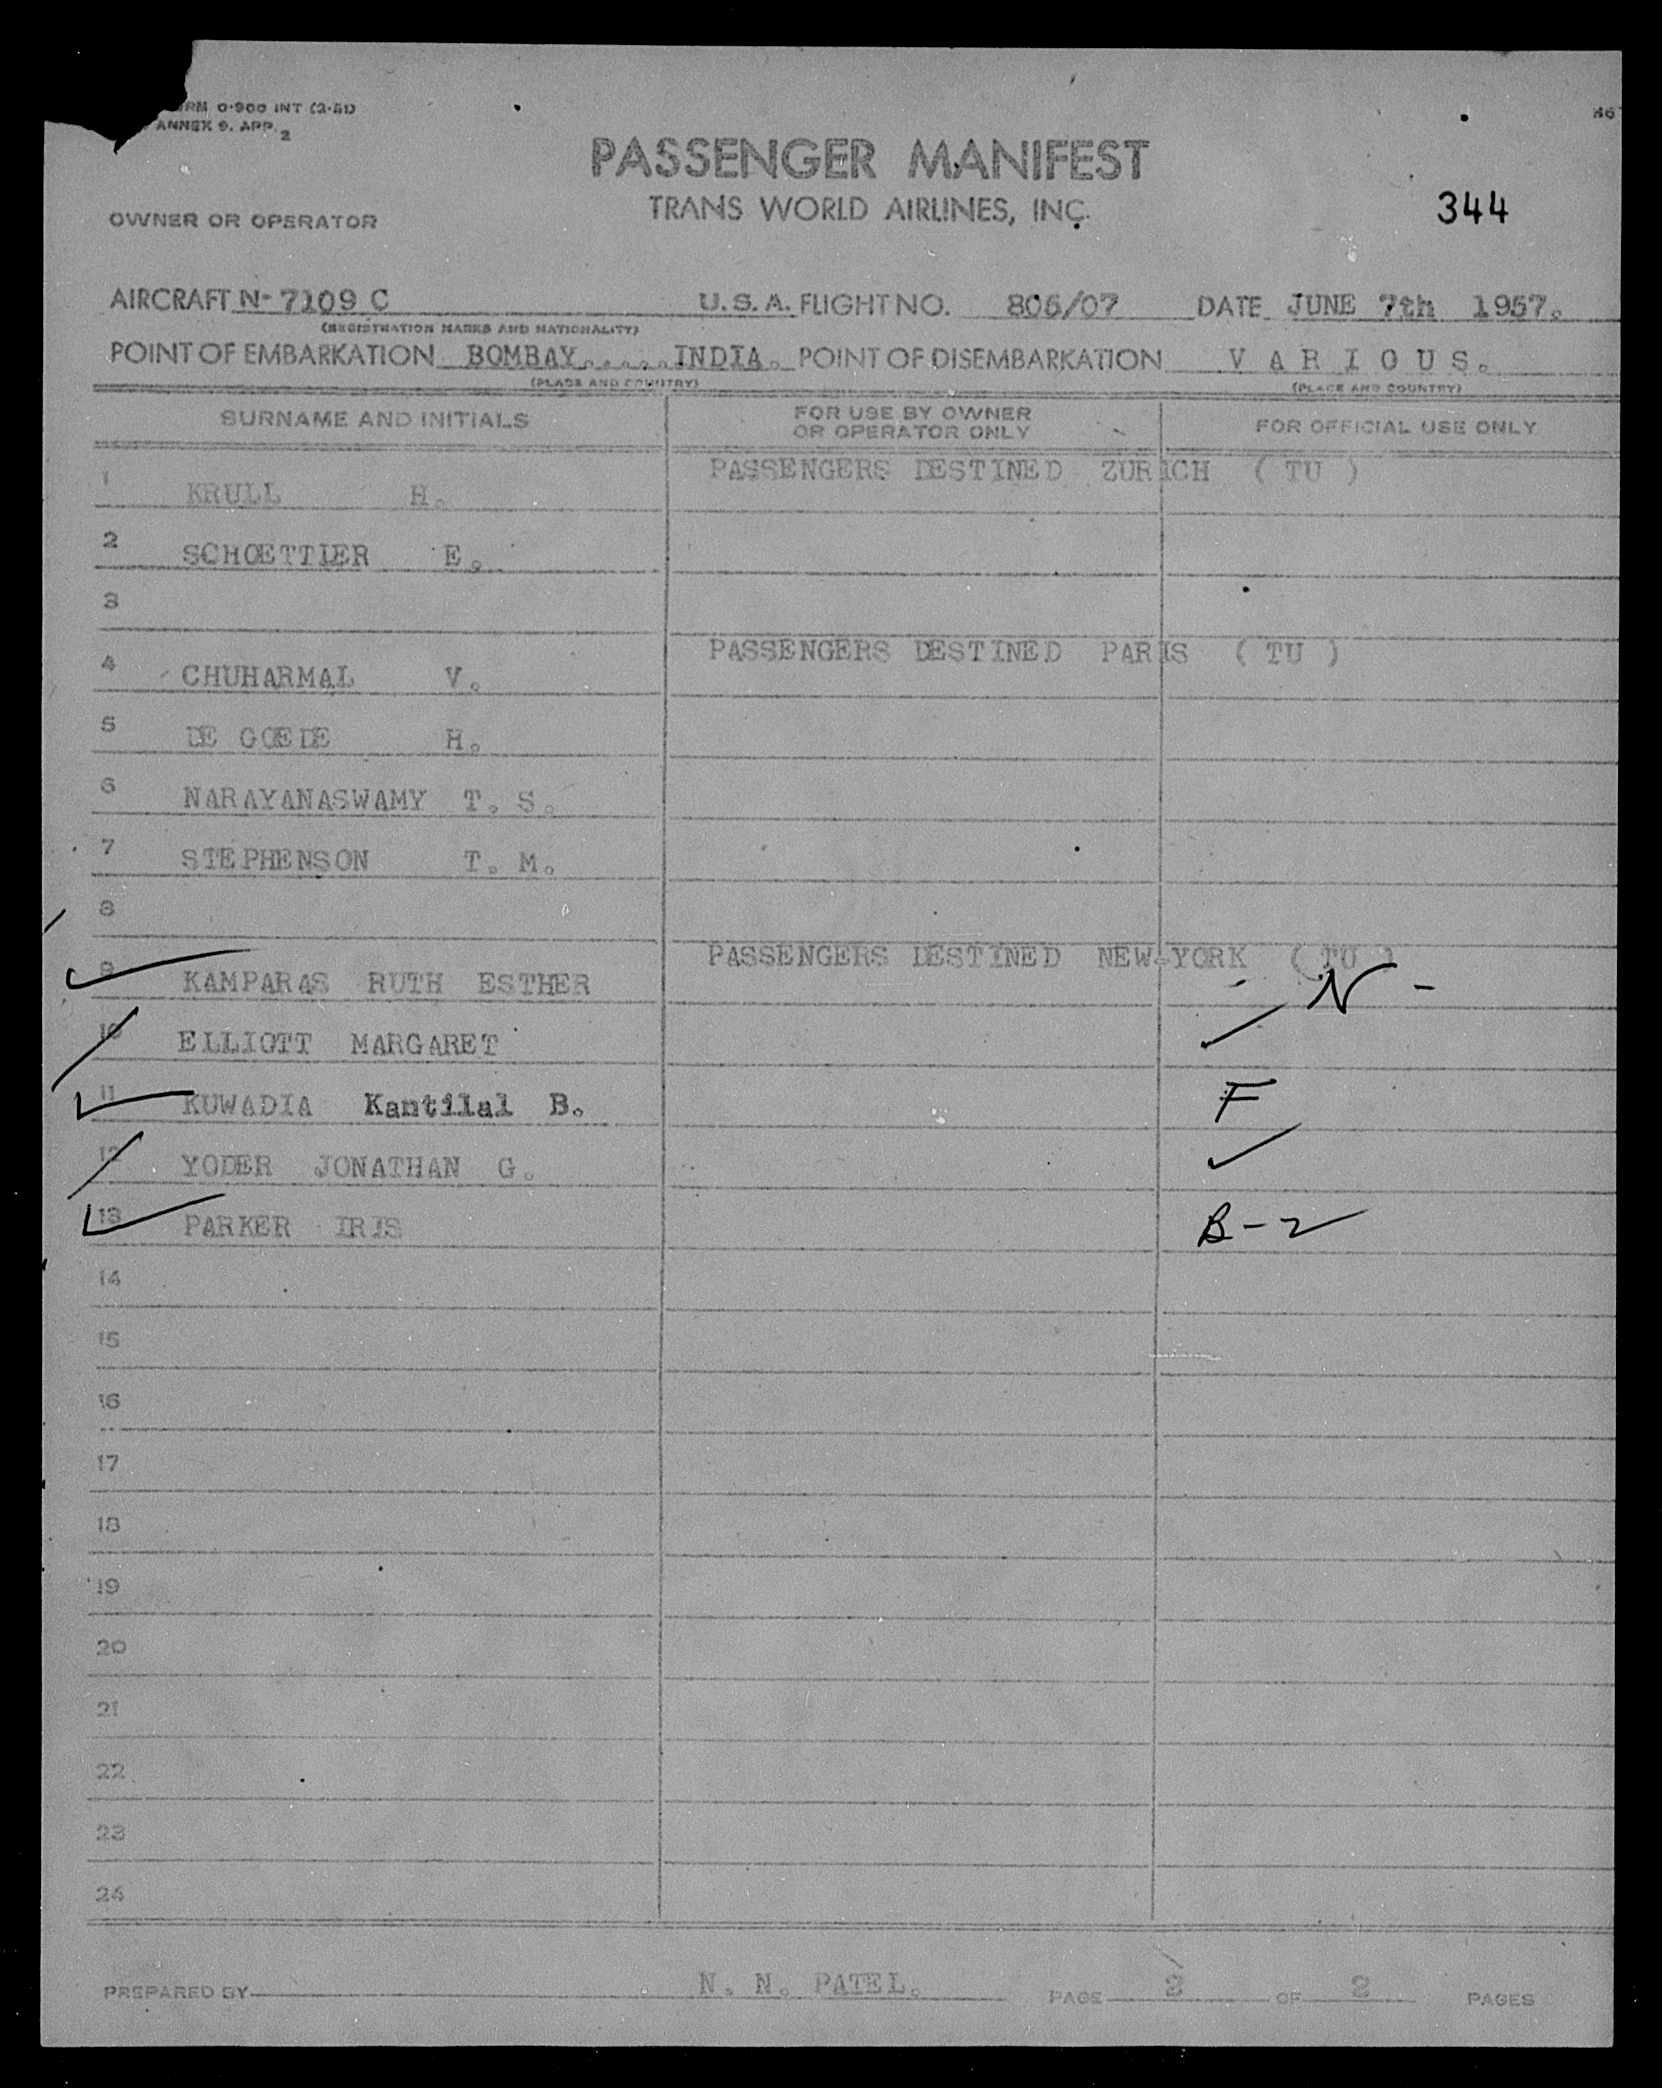 RM 0-900 INT (2-51)
ANNEX 9. APP. 2
PASSENGER MANIFEST
TRANS WORLD AIRLINES, INC.
344
OWNER OR OPERATOR
AIRCRAFT N- 7109 C U.S.A. FLIGHT NO. 805/07 DATE JUNE 7th 1957.
(REGISTRATION MARKS AND NATIONALITY)
POINT OF EMBARKATION BOMBAY.....INDIA. POINT OF DISEMBARKATION V A R I O U S.
(PLACE AND COUNTRY) (PLACE AND COUNTRY)
SURNAME AND INITIALS FOR USE BY OWNER OR OPERATOR ONLY FOR OFFICIAL USE ONLY
PASSENGERS DESTINED ZURICH ( TU )
1 KRULL H.
2 SCHOETTIER E.
3
PASSENGERS DESTINED PARIS ( TU )
4 CHUHARMAL V.
5 DE GOEDE H.
6 NARAYANASWAMY T. S.
7 STEPHENSON T. M.
8
PASSENGERS DESTINED NEW-YORK ( TU )
9 KAMPARAS RUTH ESTHER - N -
10 ELLIOTT MARGARET ✓
11 KUWADIA Kantilal B. F
12 YODER JONATHAN G. ✓
13 PARKER IRIS B-2
14
15
16
17
18
19
20
21
22
23
24
PREPARED BY N. N. PATEL. PAGE 2 OF 2 PAGES